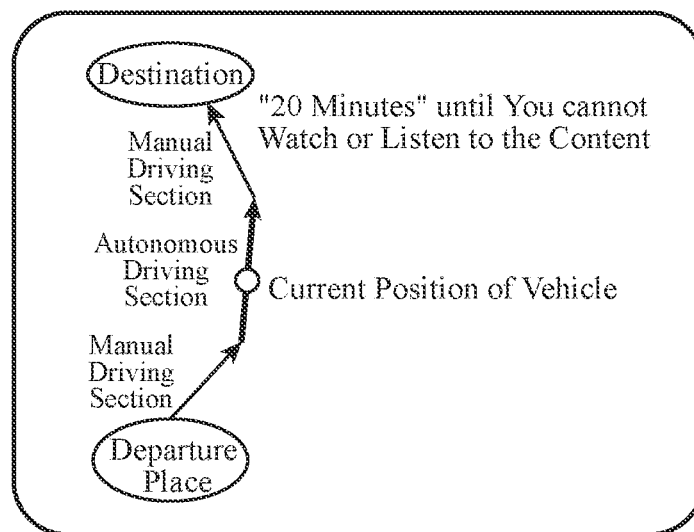 Destination
"20 Minutes" until You cannot
Watch or Listen to the Content
Manual
Driving
Section
Autonomous
Driving
Section
Current Position of Vehicle
Manual
Driving
Section
Departure
Place